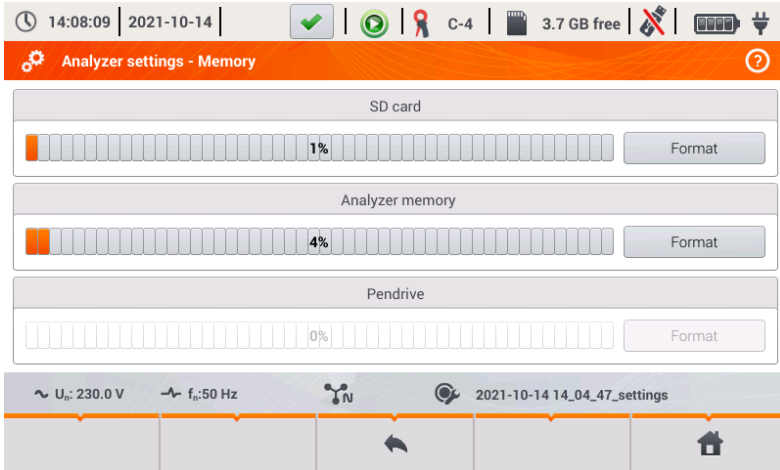 14:08:09 2021-10-14 C-4 3.7 GB free
Analyzer settings - Memory ?
SD card
1% Format
Analyzer memory
4% Format
Pendrive
0% Format
Un: 230.0 V fn:50 Hz N 2021-10-14 14_04_47_settings